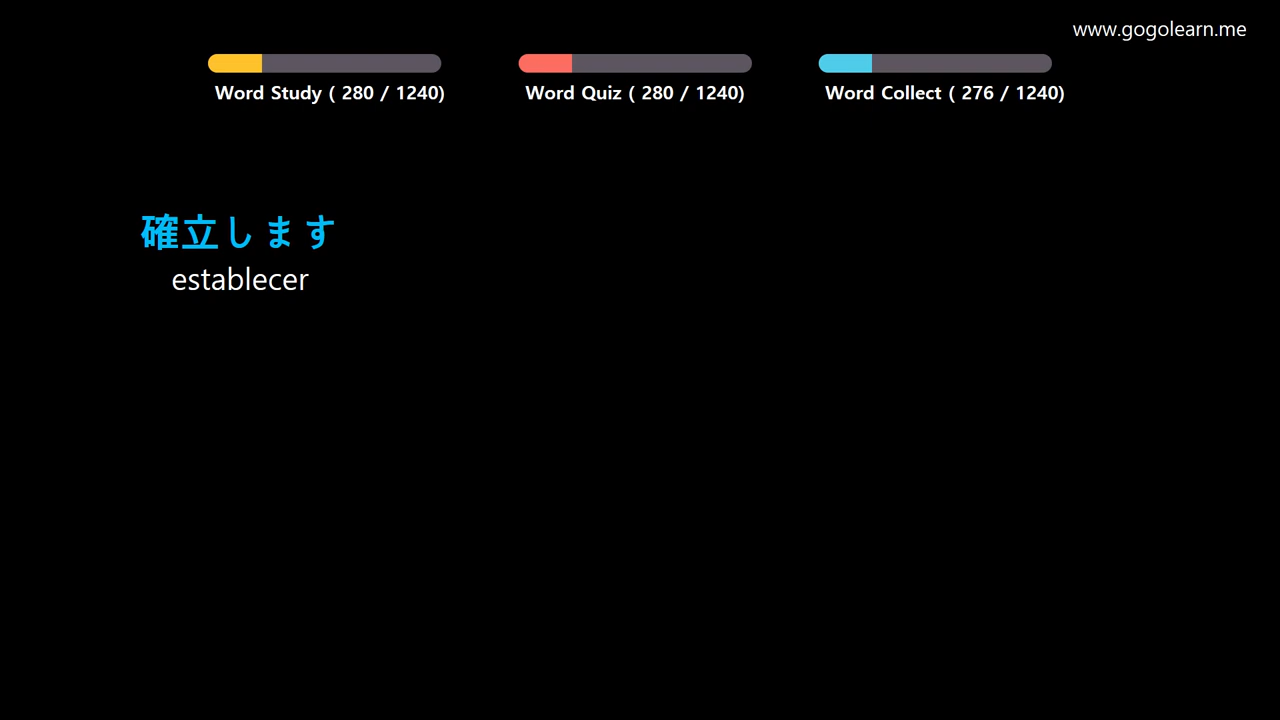 www.gogolearn.me
Word Study ( 280 / 1240)
Word Quiz ( 280 / 1240)
Word Collect ( 276 / 1240)
確立します
establecer